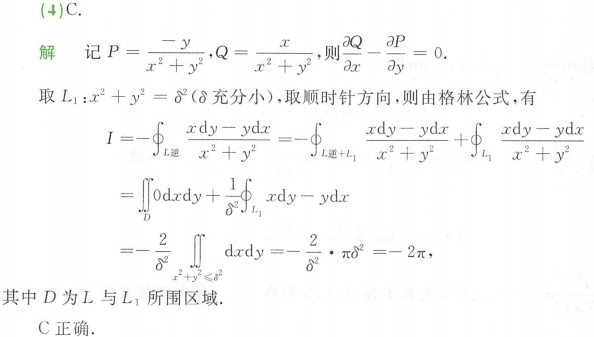 (4)C.
解 记 P = −y/(x² + y²), Q = x/(x² + y²), 则 ∂Q/∂x − ∂P/∂y = 0.
取 L₁:x² + y² = δ²(δ充分小),取顺时针方向,则由格林公式,有
I = −∮_{L逆} (xdy − ydx)/(x² + y²) = −∮_{L逆+L₁} (xdy − ydx)/(x² + y²) + ∮_{L₁} (xdy − ydx)/(x² + y²)
= ∬_D 0dxdy + 1/δ² ∮_{L₁} xdy − ydx
= −2/δ² ∬_{x²+y²≤δ²} dxdy = −2/δ² · πδ² = −2π,
其中 D 为 L 与 L₁ 所围区域.
C 正确.